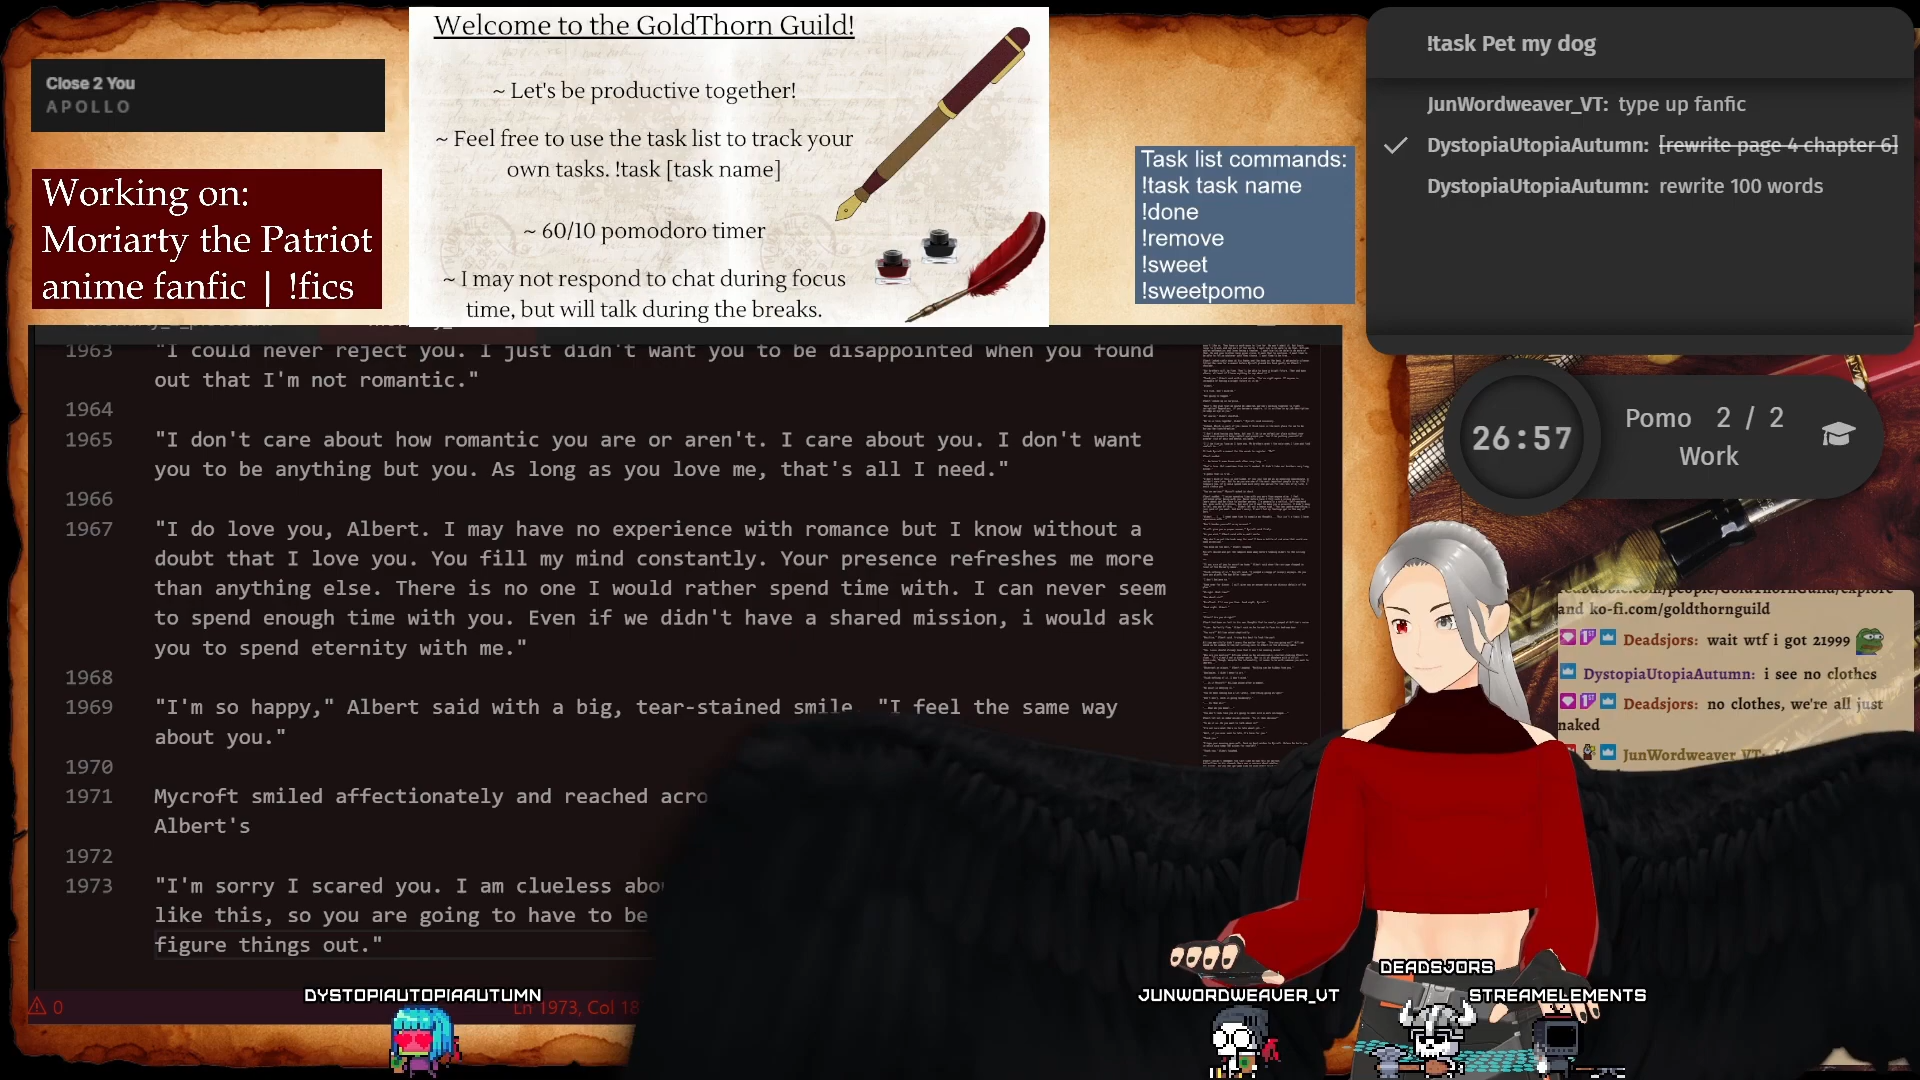 Close 2 You
APOLLO
Working on:
Moriarty the Patriot
anime fanfic | !fics
Welcome to the GoldThorn Guild!
~ Let's be productive together!
~ Feel free to use the task list to track your
own tasks. !task [task name]
~ 60/10 pomodoro timer
~ I may not respond to chat during focus
time, but will talk during the breaks.
Task list commands:
!task task name
!done
!remove
!sweet
!sweetpomo
!task Pet my dog
JunWordweaver_VT: type up fanfic
DystopiaUtopiaAutumn: [rewrite page 4 chapter 6]
DystopiaUtopiaAutumn: rewrite 100 words
26:57
Pomo 2 / 2
Work
1963 "I could never reject you. I just didn't want you to be disappointed when you found
out that I'm not romantic."
1964
1965 "I don't care about how romantic you are or aren't. I care about you. I don't want
you to be anything but you. As long as you love me, that's all I need."
1966
1967 "I do love you, Albert. I may have no experience with romance but I know without a
doubt that I love you. You fill my mind constantly. Your presence refreshes me more
than anything else. There is no one I would rather spend time with. I can never seem
to spend enough time with you. Even if we didn't have a shared mission, i would ask
you to spend eternity with me."
1968
1969 "I'm so happy," Albert said with a big, tear-stained smile. "I feel the same way
about you."
1970
1971 Mycroft smiled affectionately and reached acro
Albert's
1972
1973 "I'm sorry I scared you. I am clueless abo
like this, so you are going to have to be
figure things out."
0
Ln 1973, Col 18
redbubble.com/people/GoldThornGuild/explore
and ko-fi.com/goldthornguild
Deadsjors: wait wtf i got 21999
DystopiaUtopiaAutumn: i see no clothes
Deadsjors: no clothes, we're all just
naked
JunWordweaver_VT:
DYSTOPIAUTOPIAAUTUMN
JUNWORDWEAVER_VT
DEADSJORS
STREAMELEMENTS